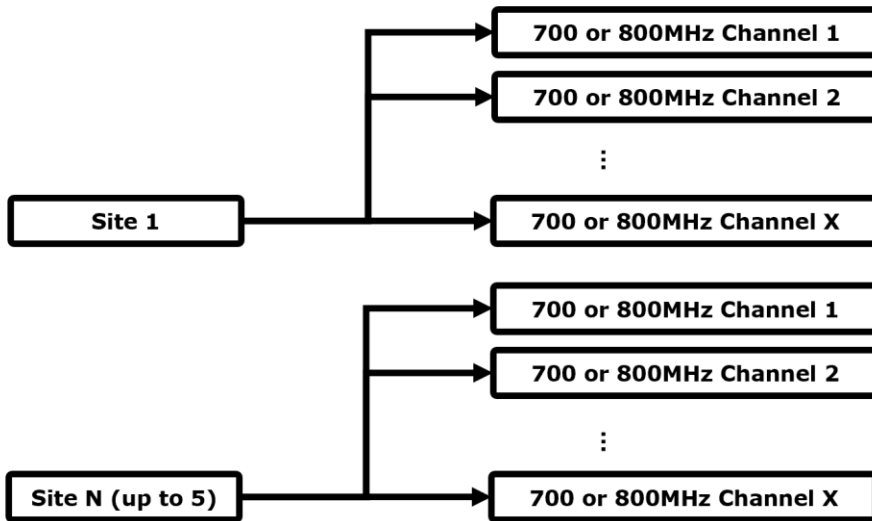 700 or 800MHz Channel 1
700 or 800MHz Channel 2
...
Site 1
700 or 800MHz Channel X
700 or 800MHz Channel 1
700 or 800MHz Channel 2
...
Site N (up to 5)
700 or 800MHz Channel X